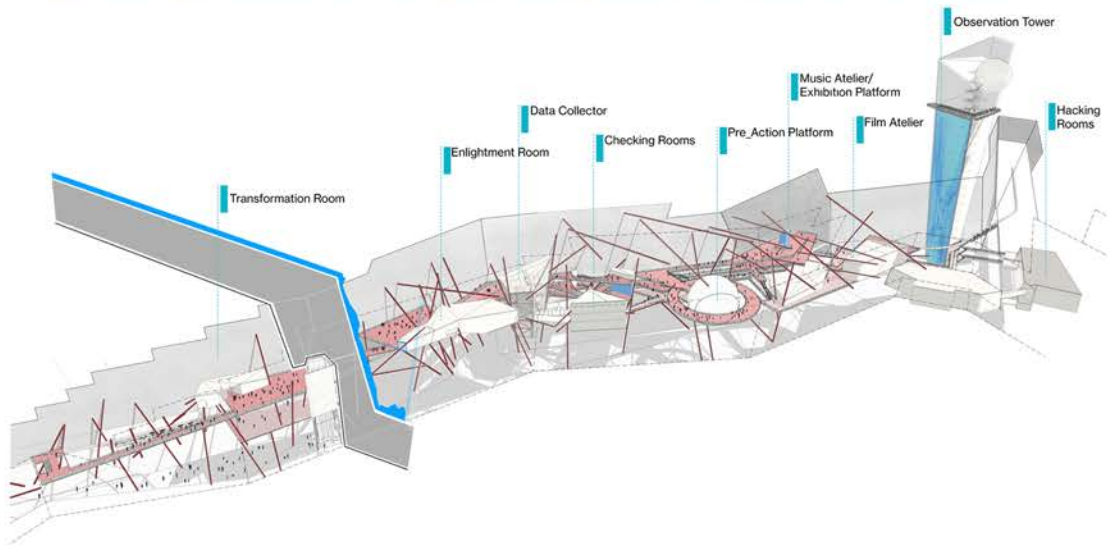 Observation Tower
Music Atelier/
Exhibition Platform
Hacking
Rooms
Data Collector
Film Atelier
Checking Rooms
Pre_Action Platform
Enlightment Room
Transformation Room